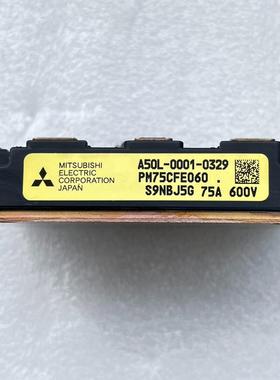 MITSUBISHI
ELECTRIC
CORPORATION
JAPAN
A50L-0001-0329
PM75CFE060 .
S9NBJ5G 75A 600V